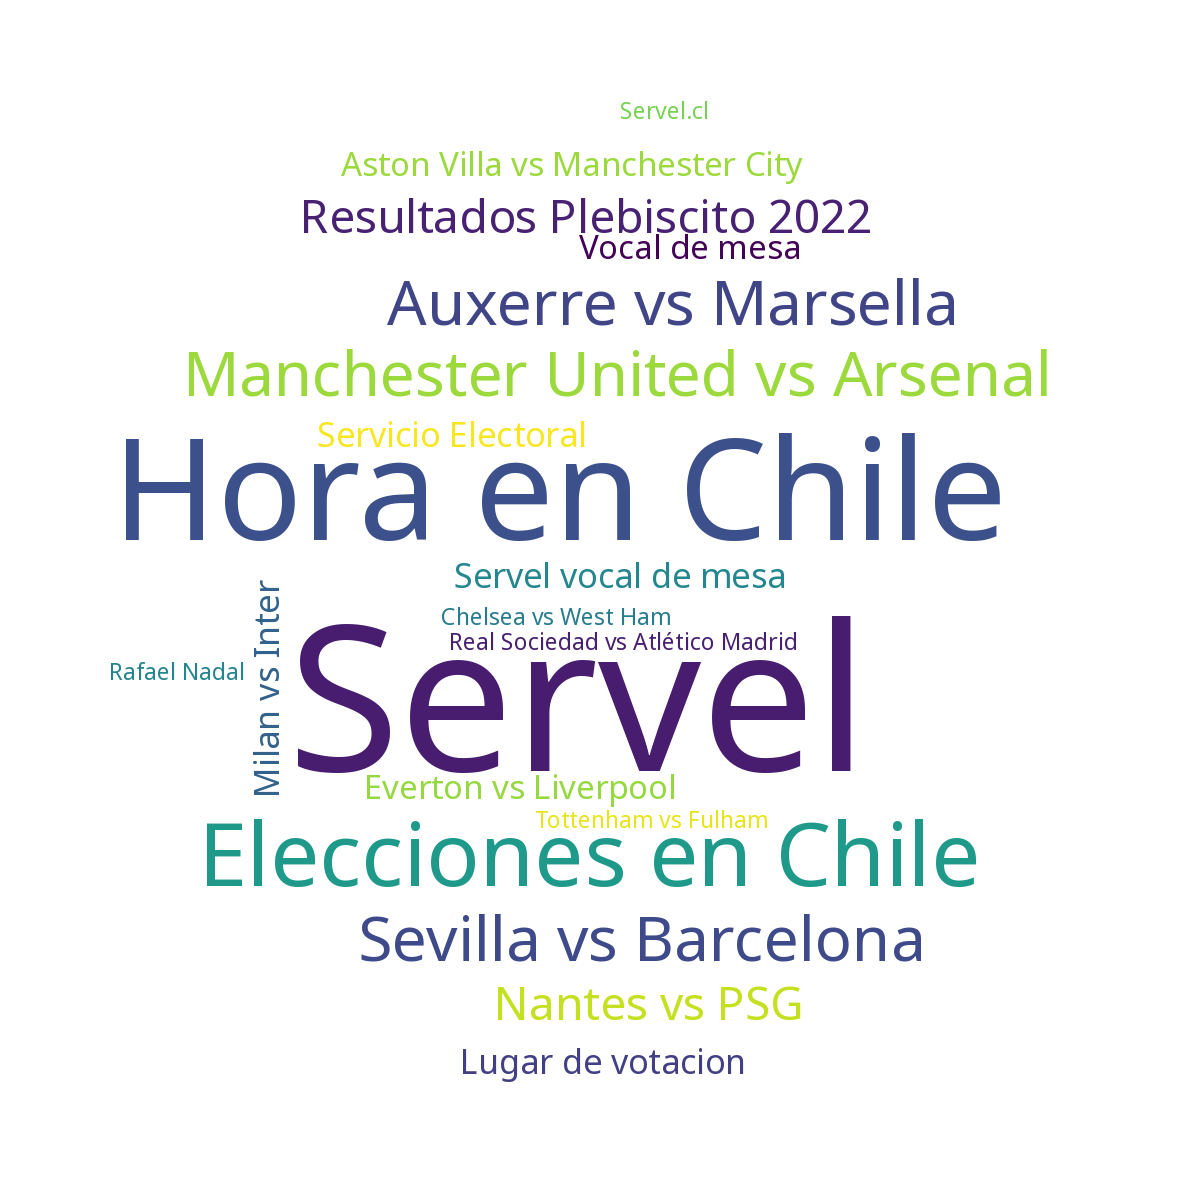 Servel.cl
Aston Villa vs Manchester City
Resultados Plebiscito 2022
Vocal de mesa
Auxerre vs Marsella
Manchester United vs Arsenal
Servicio Electoral
Hora en Chile
Servel vocal de mesa
Chelsea vs West Ham
Real Sociedad vs Atlético Madrid
Rafael Nadal
Milan vs Inter
Servel
Everton vs Liverpool
Tottenham vs Fulham
Elecciones en Chile
Sevilla vs Barcelona
Nantes vs PSG
Lugar de votacion